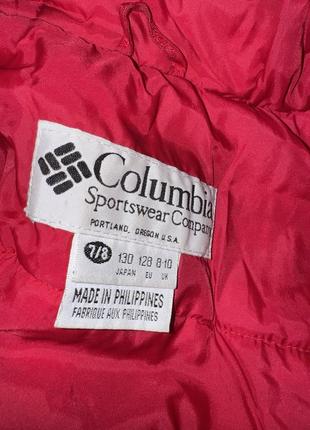 Columbia
Sportswear Company
PORTLAND, OREGON U.S.A.
7/8 130 128 8-10
JAPAN EU UK
MADE IN PHILIPPINES
FABRIQUE AUX PHILIPPINES